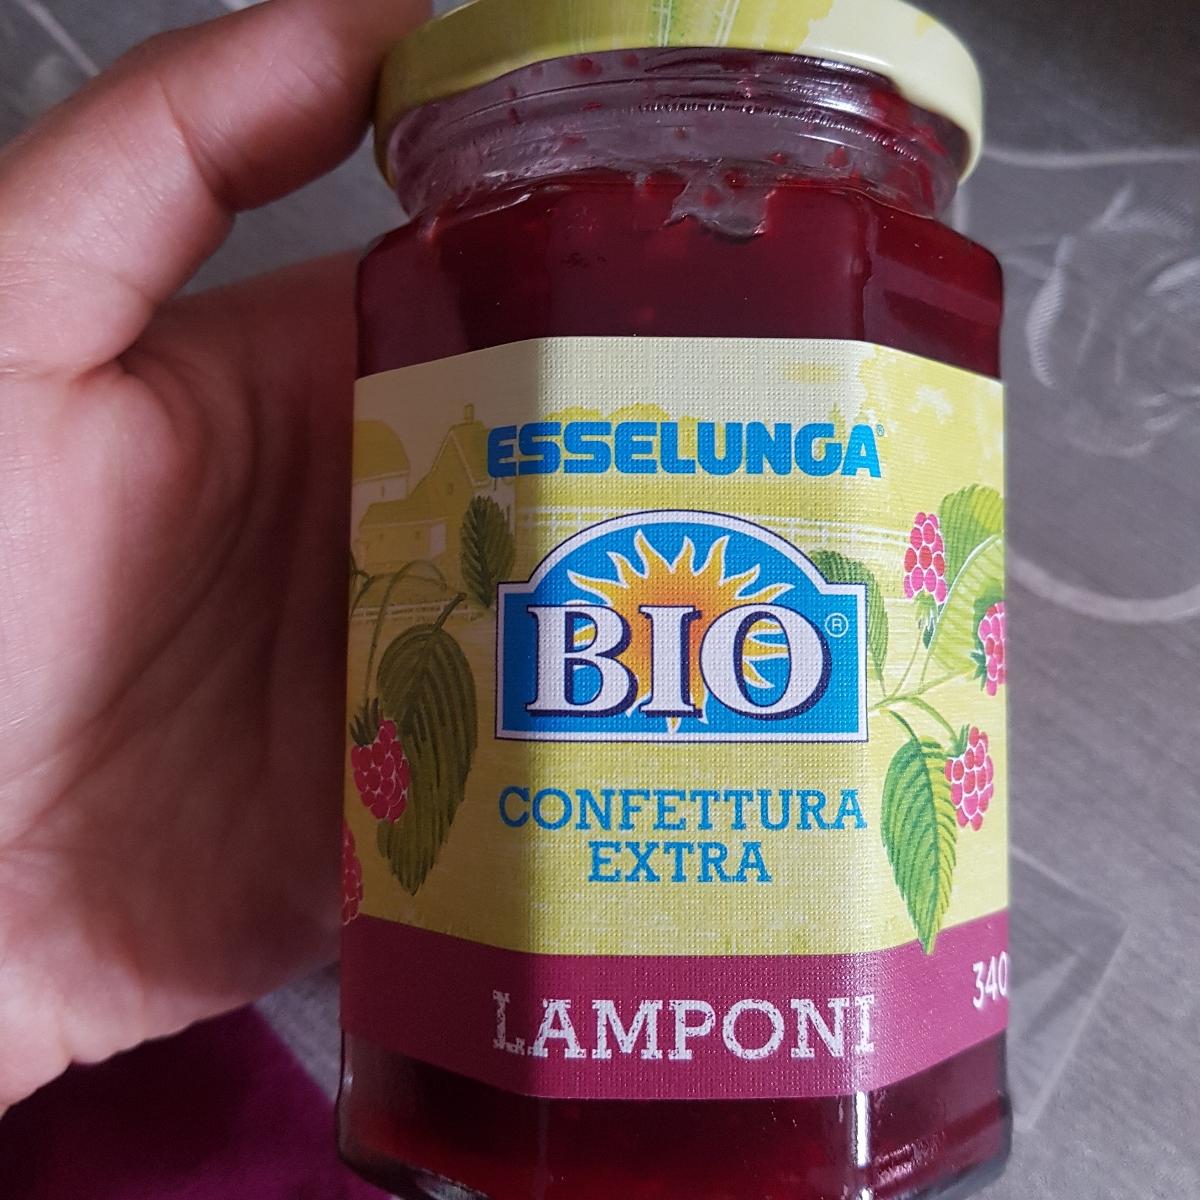 ESSELUNGA®
BIO®
CONFETTURA
EXTRA
LAMPONI
340